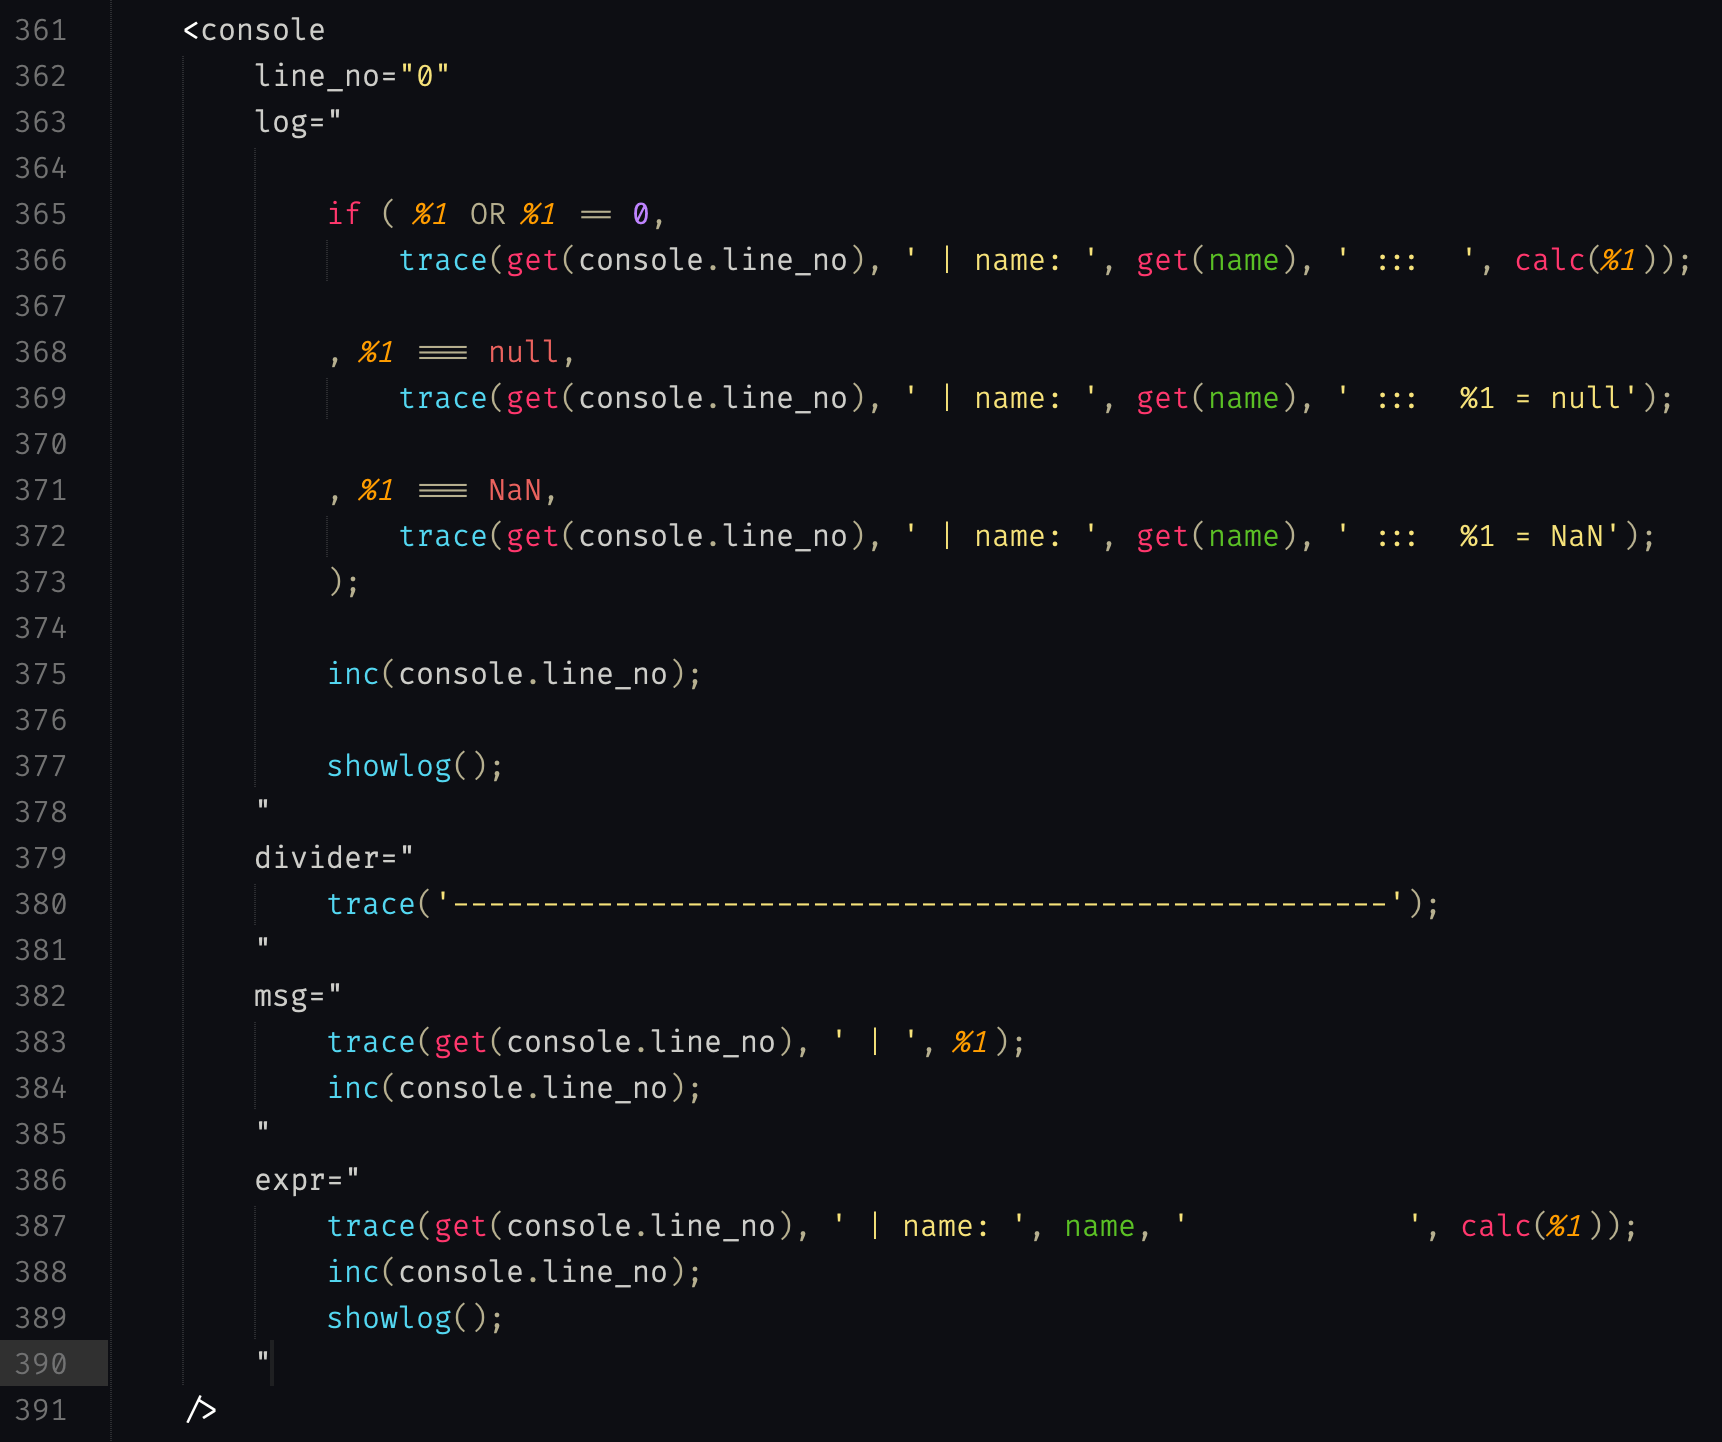 361 <console
362 line_no="0"
363 log="
364
365 if ( %1 OR %1 == 0,
366 trace(get(console.line_no), ' | name: ', get(name), ' :::  ', calc(%1));
367
368 , %1 === null,
369 trace(get(console.line_no), ' | name: ', get(name), ' :::  %1 = null');
370
371 , %1 === NaN,
372 trace(get(console.line_no), ' | name: ', get(name), ' :::  %1 = NaN');
373 );
374
375 inc(console.line_no);
376
377 showlog();
378 "
379 divider="
380 trace('----------------------------------------------------');
381 "
382 msg="
383 trace(get(console.line_no), ' | ', %1);
384 inc(console.line_no);
385 "
386 expr="
387 trace(get(console.line_no), ' | name: ', name, '            ', calc(%1));
388 inc(console.line_no);
389 showlog();
390 "
391 />